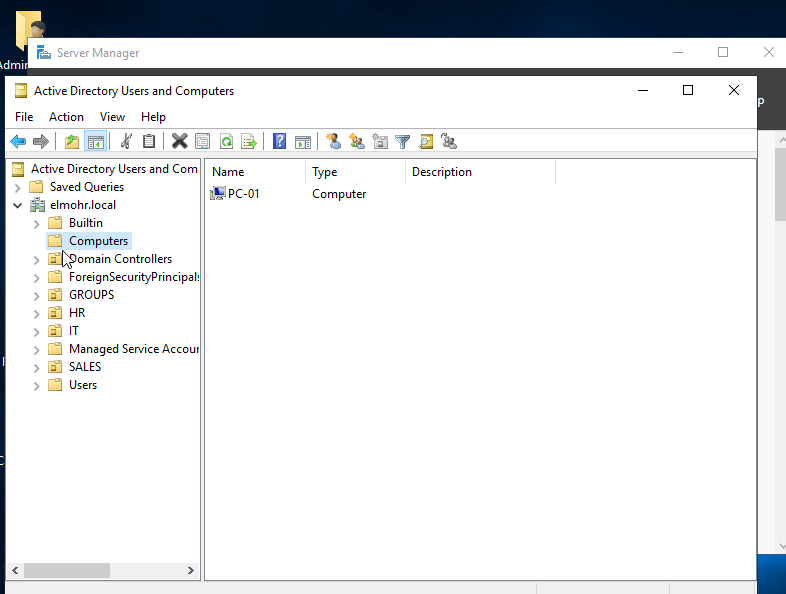 Admin
Server Manager
p
Active Directory Users and Computers
File Action View Help
Active Directory Users and Com
Saved Queries
elmohr.local
Builtin
Computers
Domain Controllers
ForeignSecurityPrincipals
GROUPS
HR
IT
Managed Service Accour
SALES
Users
Name Type Description
PC-01 Computer